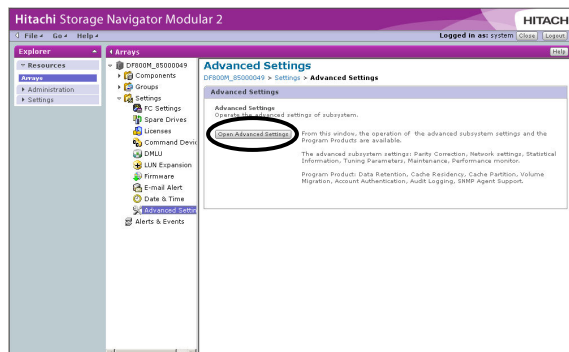 Hitachi Storage Navigator Modular 2
HITACH
File Go Help
Logged in as: system Close Logout
Explorer
Arrays
Help
Resources
Arrays
Administration
Settings
DF800M_85000049
Components
Groups
Settings
FC Settings
Spare Drives
Licenses
Command Devic
DMLU
LUN Expansion
Firmware
E-mail Alert
Date & Time
Advanced Settin
Alerts & Events
Advanced Settings
DF800M_85000049 > Settings > Advanced Settings
Advanced Settings
Advanced Settings
Operate the advanced settings of subsystem.
Open Advanced Settings
From this window, the operation of the advanced subsystem settings and the
Program Products are available.
The advanced subsystem settings: Parity Correction, Network settings, Statistical
Information, Tuning Parameters, Maintenance, Performance monitor.
Program Product: Data Retention, Cache Residency, Cache Partition, Volume
Migration, Account Authentication, Audit Logging, SNMP Agent Support.